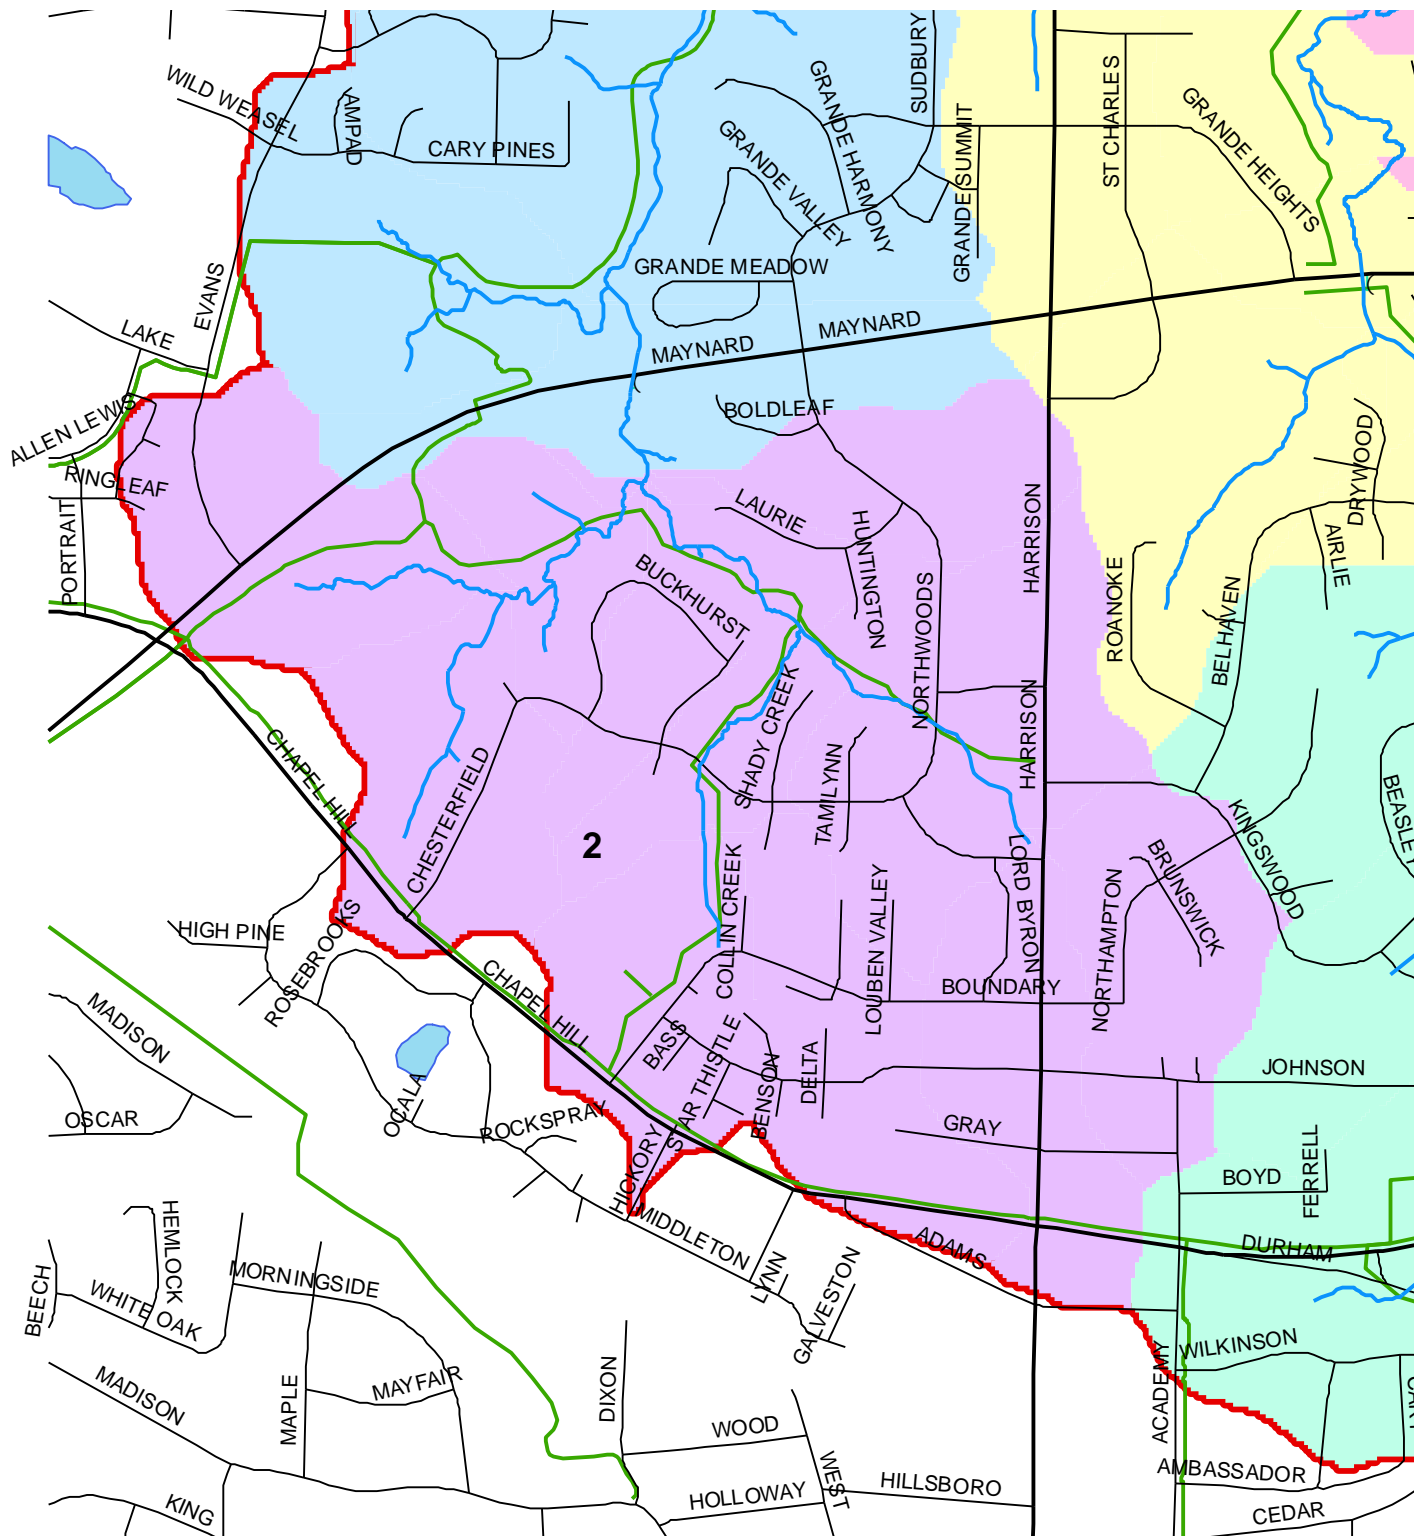 SUDBURY
WILD WEASEL
AMPAD
CARY PINES
GRANDE HARMONY
GRANDE VALLEY
GRANDE SUMMIT
ST CHARLES
GRANDE HEIGHTS
GRANDE MEADOW
EVANS
LAKE
MAYNARD
MAYNARD
BOLDLEAF
ALLEN LEWIS
RINGLEAF
PORTRAIT
LAURIE
HUNTINGTON
HARRISON
DRYWOOD
AIRLIE
BUCKHURST
NORTHWOODS
ROANOKE
BELHAVEN
SHADY CREEK
HARRISON
CHAPEL HILL
CHESTERFIELD
TAMILYNN
BEASLEY
2
KINGSWOOD
LORD BYRON
BRUNSWICK
COLLIN CREEK
LOUBEN VALLEY
NORTHAMPTON
HIGH PINE
ROSEBROOKS
CHAPEL HILL
BOUNDARY
MADISON
BASS
STAR THISTLE
BENSON
DELTA
JOHNSON
OSCAR
OCALA
ROCKSPRAY
GRAY
HICKORY
BOYD
FERRELL
HEMLOCK
MIDDLETON
ADAMS
DURHAM
BEECH
WHITE OAK
MORNINGSIDE
LYNN
GALVESTON
WILKINSON
MADISON
MAPLE
MAYFAIR
DIXON
ACADEMY
WOOD
WEST
HILLSBORO
AMBASSADOR
KING
HOLLOWAY
CEDAR